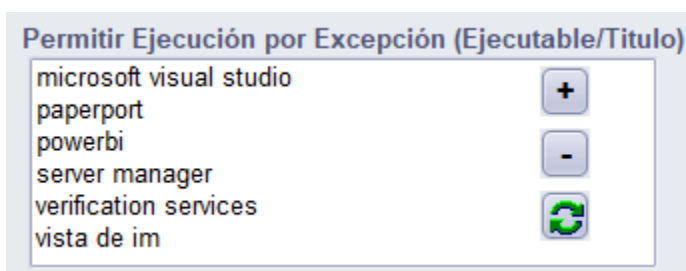 Permitir Ejecución por Excepción (Ejecutable/Titulo)
microsoft visual studio
paperport
powerbi
server manager
verification services
vista de im
+
-